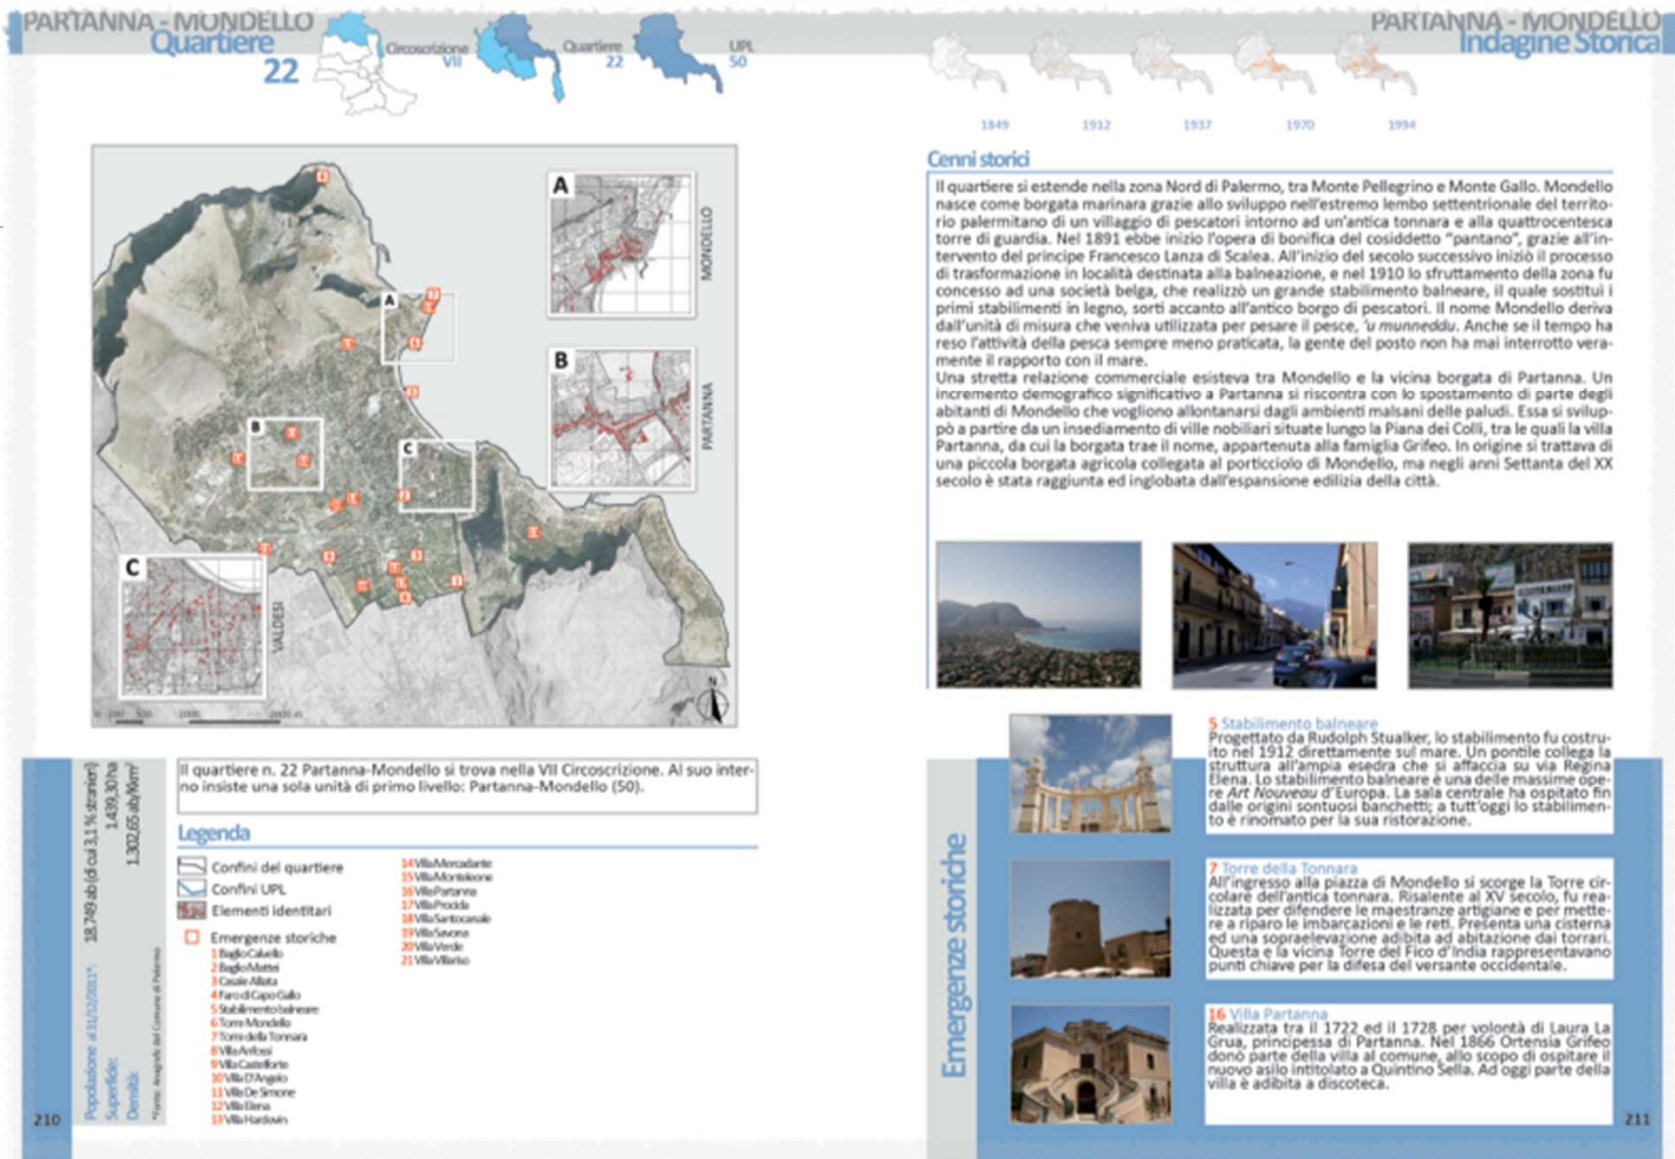 PARTANNA - MONDELLO
Quartiere
22
Circoscrizione
VII
Quartiere
22
UPL
50
A
MONDELLO
B
PARTANNA
C
VALDESI
A
B
C
N
0 200 500 1000 2000 m
Popolazione al 31/12/2011*: 18.749 ab (di cui 3,1 % stranieri)
Superficie: 1.439,30 ha
Densità: 1.302,65 ab/Kmq
*Fonte: Anagrafe del Comune di Palermo
210
Il quartiere n. 22 Partanna-Mondello si trova nella VII Circoscrizione. Al suo inter-
no insiste una sola unità di primo livello: Partanna-Mondello (50).
Legenda
Confini del quartiere
Confini UPL
Elementi identitari
Emergenze storiche
1 Baglio Calvello
2 Baglio Mattei
3 Casale Alliata
4 Faro di Capo Gallo
5 Stabilimento balneare
6 Torre Mondello
7 Torre della Tonnara
8 Villa Anfossi
9 Villa Castelforte
10 Villa D'Angelo
11 Villa De Simone
12 Villa Elena
13 Villa Hardovin
14 Villa Mercadante
15 Villa Monteleone
16 Villa Partanna
17 Villa Procida
18 Villa Santocanale
19 Villa Savona
20 Villa Verde
21 Villa Villarisо
PARTANNA - MONDELLO
Indagine Storica
1849
1912
1937
1970
1994
Cenni storici
Il quartiere si estende nella zona Nord di Palermo, tra Monte Pellegrino e Monte Gallo. Mondello
nasce come borgata marinara grazie allo sviluppo nell'estremo lembo settentrionale del territo-
rio palermitano di un villaggio di pescatori intorno ad un'antica tonnara e alla quattrocentesca
torre di guardia. Nel 1891 ebbe inizio l'opera di bonifica del cosiddetto "pantano", grazie all'in-
tervento del principe Francesco Lanza di Scalea. All'inizio del secolo successivo iniziò il processo
di trasformazione in località destinata alla balneazione, e nel 1910 lo sfruttamento della zona fu
concesso ad una società belga, che realizzò un grande stabilimento balneare, il quale sostituì i
primi stabilimenti in legno, sorti accanto all'antico borgo di pescatori. Il nome Mondello deriva
dall'unità di misura che veniva utilizzata per pesare il pesce, 'u munneddu. Anche se il tempo ha
reso l'attività della pesca sempre meno praticata, la gente del posto non ha mai interrotto vera-
mente il rapporto con il mare.
Una stretta relazione commerciale esisteva tra Mondello e la vicina borgata di Partanna. Un
incremento demografico significativo a Partanna si riscontra con lo spostamento di parte degli
abitanti di Mondello che vogliono allontanarsi dagli ambienti malsani delle paludi. Essa si svilup-
pò a partire da un insediamento di ville nobiliari situate lungo la Piana dei Colli, tra le quali la villa
Partanna, da cui la borgata trae il nome, appartenuta alla famiglia Grifeo. In origine si trattava di
una piccola borgata agricola collegata al porticciolo di Mondello, ma negli anni Settanta del XX
secolo è stata raggiunta ed inglobata dall'espansione edilizia della città.
Emergenze storiche
5 Stabilimento balneare
Progettato da Rudolph Stualker, lo stabilimento fu costru-
ito nel 1912 direttamente sul mare. Un pontile collega la
struttura all'ampia esedra che si affaccia su via Regina
Elena. Lo stabilimento balneare è una delle massime ope-
re Art Nouveau d'Europa. La sala centrale ha ospitato fin
dalle origini sontuosi banchetti; a tutt'oggi lo stabilimen-
to è rinomato per la sua ristorazione.
7 Torre della Tonnara
All'ingresso alla piazza di Mondello si scorge la Torre cir-
colare dell'antica tonnara. Risalente al XV secolo, fu rea-
lizzata per difendere le maestranze artigiane e per mette-
re a riparo le imbarcazioni e le reti. Presenta una cisterna
ed una sopraelevazione adibita ad abitazione dai torrari.
Questa e la vicina Torre del Fico d'India rappresentavano
punti chiave per la difesa del versante occidentale.
16 Villa Partanna
Realizzata tra il 1722 ed il 1728 per volontà di Laura La
Grua, principessa di Partanna. Nel 1866 Ortensia Grifeo
donò parte della villa al comune, allo scopo di ospitare il
nuovo asilo intitolato a Quintino Sella. Ad oggi parte della
villa è adibita a discoteca.
211